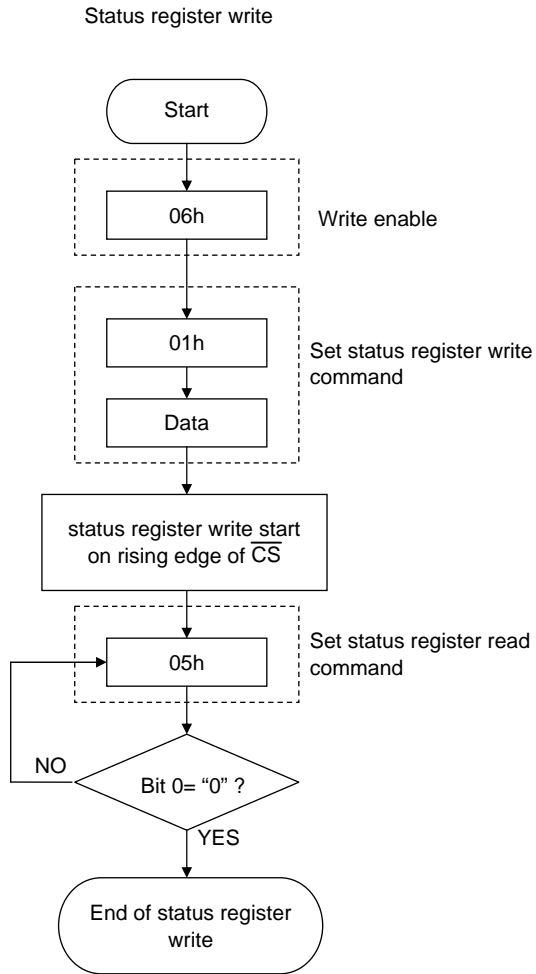 Status register write
Start
06h
Write enable
01h
Set status register write
command
Data
status register write start
on rising edge of C̅S̅
05h
Set status register read
command
NO
Bit 0= “0” ?
YES
End of status register
write